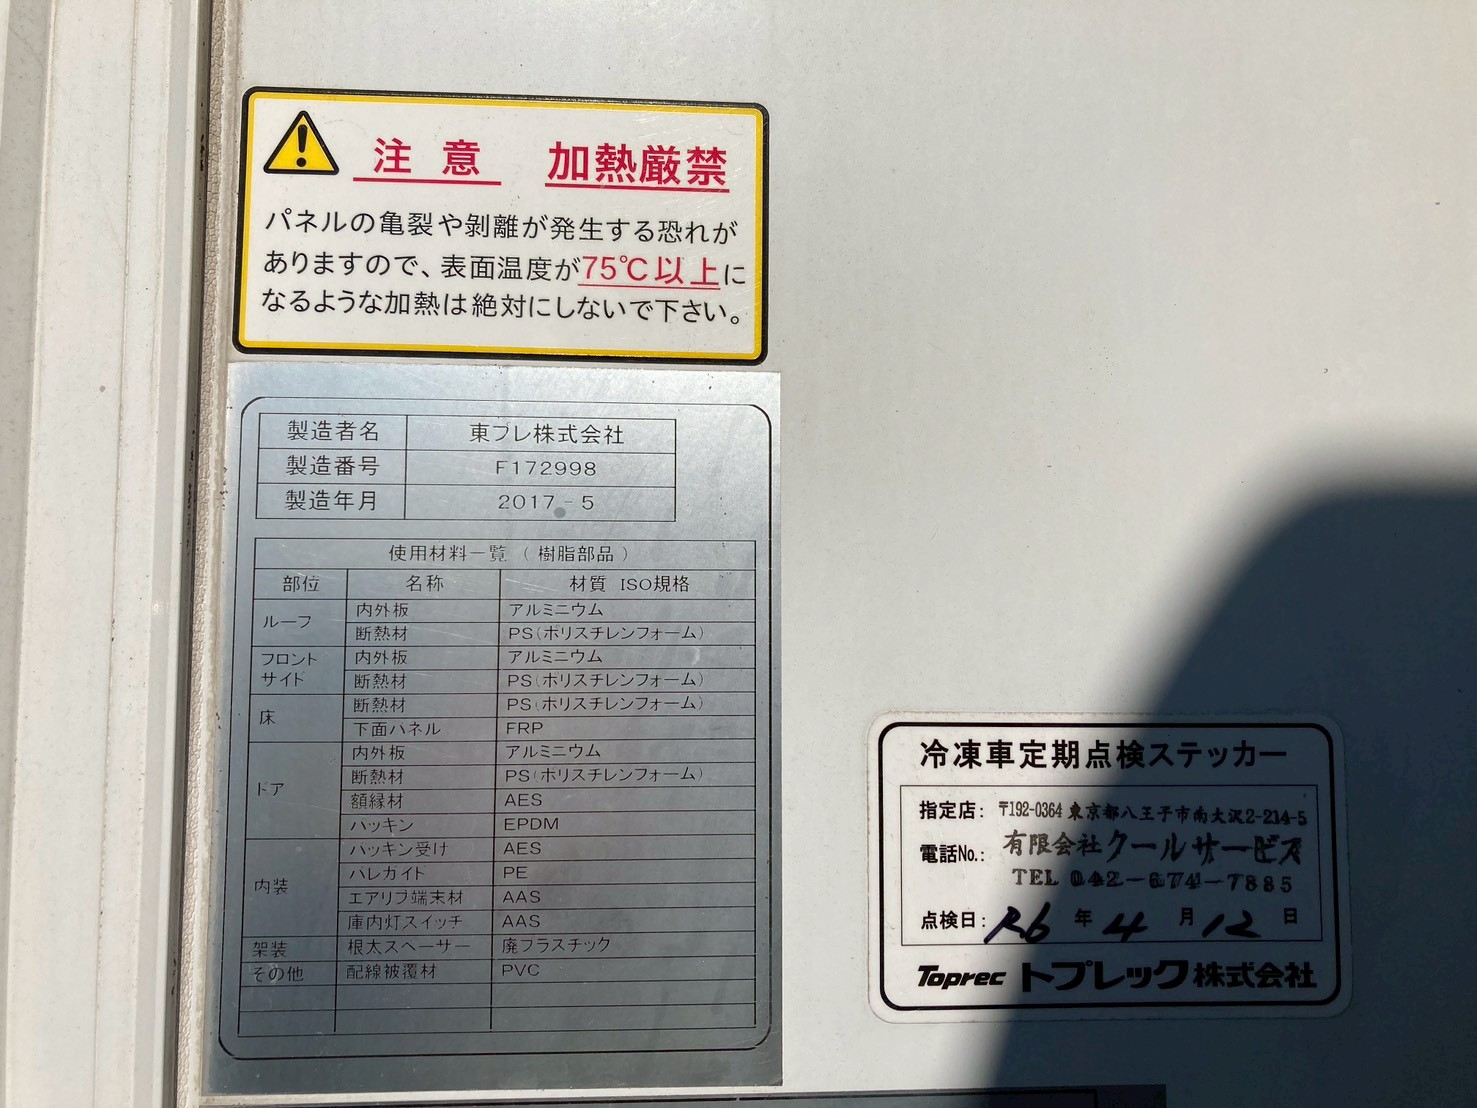 注意 加熱厳禁
パネルの亀裂や剝離が発生する恐れが
ありますので、表面温度が75℃以上に
なるような加熱は絶対にしないで下さい。
製造者名 東プレ株式会社
製造番号 F172998
製造年月 2017-5
使用材料一覧(樹脂部品)
部位 名称 材質 ISO規格
ルーフ 内外板 アルミニウム
断熱材 PS(ポリスチレンフォーム)
フロント サイド 内外板 アルミニウム
断熱材 PS(ポリスチレンフォーム)
床 断熱材 PS(ポリスチレンフォーム)
下面パネル FRP
ドア 内外板 アルミニウム
断熱材 PS(ポリスチレンフォーム)
額縁材 AES
パッキン EPDM
内装 パッキン受け AES
パレガイド PE
エアリブ端末材 AAS
庫内灯スイッチ AAS
架装 根太スペーサー 廃プラスチック
その他 配線被覆材 PVC
冷凍車定期点検ステッカー
指定店: 〒192-0364 東京都八王子市南大沢2-214-5
電話No.: 有限会社クールサービス
TEL 042-674-7885
点検日: R6 年 4 月 12 日
Toprec トプレック株式会社